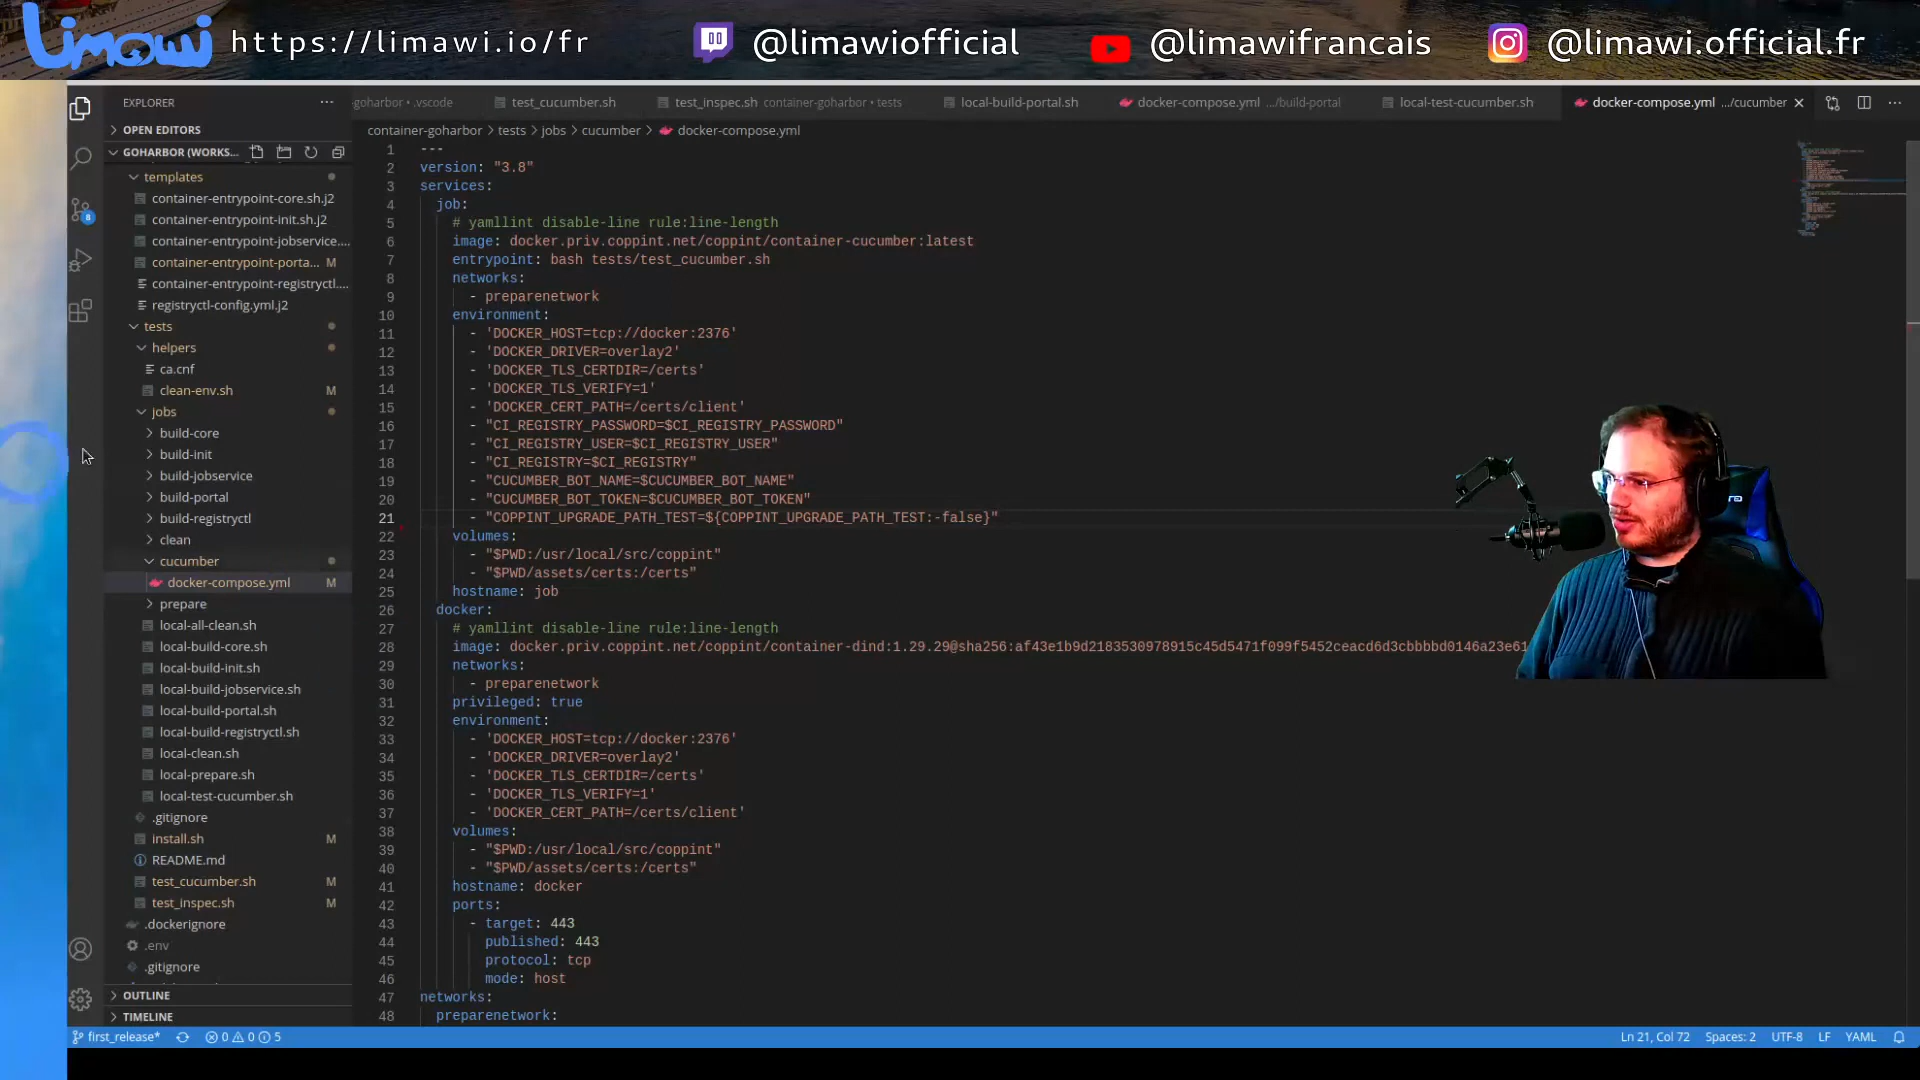 Limawi https://limawi.io/fr @limawiofficial @limawifrancais @limawi.official.fr
EXPLORER
OPEN EDITORS
GOHARBOR (WORKS...
templates
container-entrypoint-core.sh.j2
container-entrypoint-init.sh.j2
container-entrypoint-jobservice....
container-entrypoint-porta... M
container-entrypoint-registryctl....
registryctl-config.yml.j2
tests
helpers
ca.cnf
clean-env.sh M
jobs
build-core
build-init
build-jobservice
build-portal
build-registryctl
clean
cucumber
docker-compose.yml M
prepare
local-all-clean.sh
local-build-core.sh
local-build-init.sh
local-build-jobservice.sh
local-build-portal.sh
local-build-registryctl.sh
local-clean.sh
local-prepare.sh
local-test-cucumber.sh
.gitignore
install.sh M
README.md
test_cucumber.sh M
test_inspec.sh M
.dockerignore
.env
.gitignore
OUTLINE
TIMELINE
8
-goharbor • .vscode test_cucumber.sh test_inspec.sh container-goharbor • tests local-build-portal.sh docker-compose.yml .../build-portal local-test-cucumber.sh docker-compose.yml .../cucumber
container-goharbor > tests > jobs > cucumber > docker-compose.yml
1 ---
2 version: "3.8"
3 services:
4 job:
5 # yamllint disable-line rule:line-length
6 image: docker.priv.coppint.net/coppint/container-cucumber:latest
7 entrypoint: bash tests/test_cucumber.sh
8 networks:
9 - preparenetwork
10 environment:
11 - 'DOCKER_HOST=tcp://docker:2376'
12 - 'DOCKER_DRIVER=overlay2'
13 - 'DOCKER_TLS_CERTDIR=/certs'
14 - 'DOCKER_TLS_VERIFY=1'
15 - 'DOCKER_CERT_PATH=/certs/client'
16 - "CI_REGISTRY_PASSWORD=$CI_REGISTRY_PASSWORD"
17 - "CI_REGISTRY_USER=$CI_REGISTRY_USER"
18 - "CI_REGISTRY=$CI_REGISTRY"
19 - "CUCUMBER_BOT_NAME=$CUCUMBER_BOT_NAME"
20 - "CUCUMBER_BOT_TOKEN=$CUCUMBER_BOT_TOKEN"
21 - "COPPINT_UPGRADE_PATH_TEST=${COPPINT_UPGRADE_PATH_TEST:-false}"
22 volumes:
23 - "$PWD:/usr/local/src/coppint"
24 - "$PWD/assets/certs:/certs"
25 hostname: job
26 docker:
27 # yamllint disable-line rule:line-length
28 image: docker.priv.coppint.net/coppint/container-dind:1.29.29@sha256:af43e1b9d2183530978915c45d5471f099f5452ceacd6d3cbbbbd0146a23e61
29 networks:
30 - preparenetwork
31 privileged: true
32 environment:
33 - 'DOCKER_HOST=tcp://docker:2376'
34 - 'DOCKER_DRIVER=overlay2'
35 - 'DOCKER_TLS_CERTDIR=/certs'
36 - 'DOCKER_TLS_VERIFY=1'
37 - 'DOCKER_CERT_PATH=/certs/client'
38 volumes:
39 - "$PWD:/usr/local/src/coppint"
40 - "$PWD/assets/certs:/certs"
41 hostname: docker
42 ports:
43 - target: 443
44 published: 443
45 protocol: tcp
46 mode: host
47 networks:
48 preparenetwork:
first_release* 0 0 5 Ln 21, Col 72 Spaces: 2 UTF-8 LF YAML